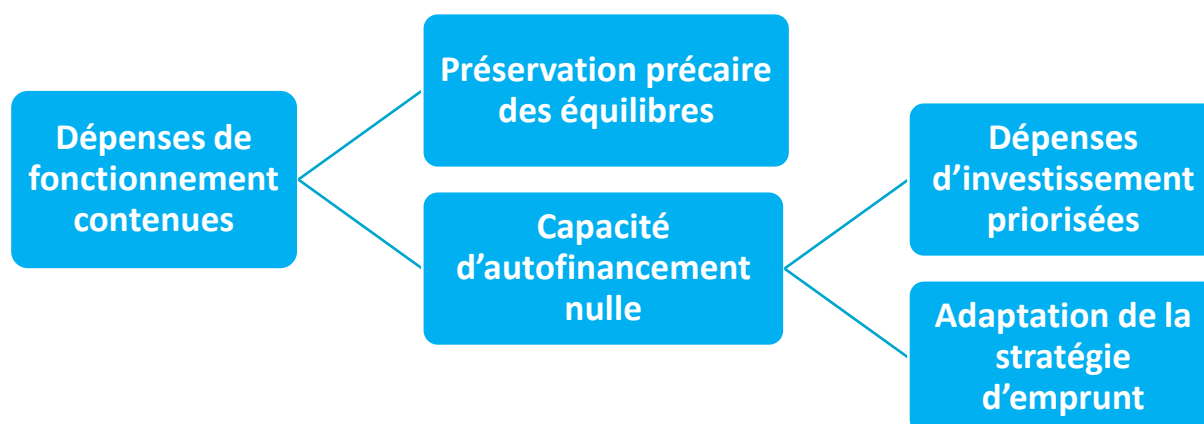 Dépenses de
fonctionnement
contenues
Préservation précaire
des équilibres
Capacité
d’autofinancement
nulle
Dépenses
d’investissement
priorisées
Adaptation de la
stratégie
d’emprunt